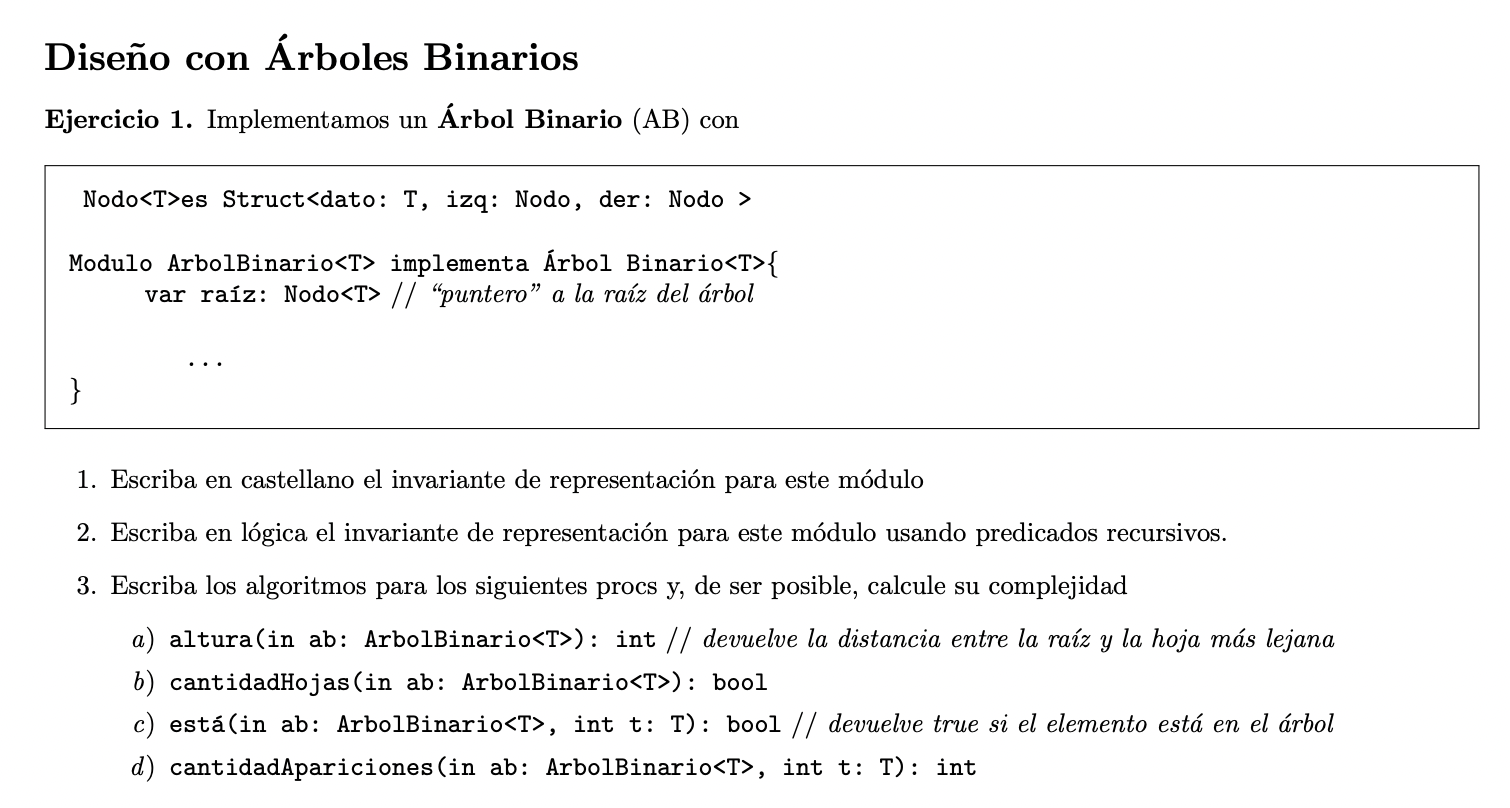 Diseño con Árboles Binarios
Ejercicio 1. Implementamos un Árbol Binario (AB) con
Nodo<T>es Struct<dato: T, izq: Nodo, der: Nodo >
Modulo ArbolBinario<T> implementa Árbol Binario<T>{
var raíz: Nodo<T> // “puntero” a la raíz del árbol
...
}
1. Escriba en castellano el invariante de representación para este módulo
2. Escriba en lógica el invariante de representación para este módulo usando predicados recursivos.
3. Escriba los algoritmos para los siguientes procs y, de ser posible, calcule su complejidad
a) altura(in ab: ArbolBinario<T>): int // devuelve la distancia entre la raíz y la hoja más lejana
b) cantidadHojas(in ab: ArbolBinario<T>): bool
c) está(in ab: ArbolBinario<T>, int t: T): bool // devuelve true si el elemento está en el árbol
d) cantidadApariciones(in ab: ArbolBinario<T>, int t: T): int